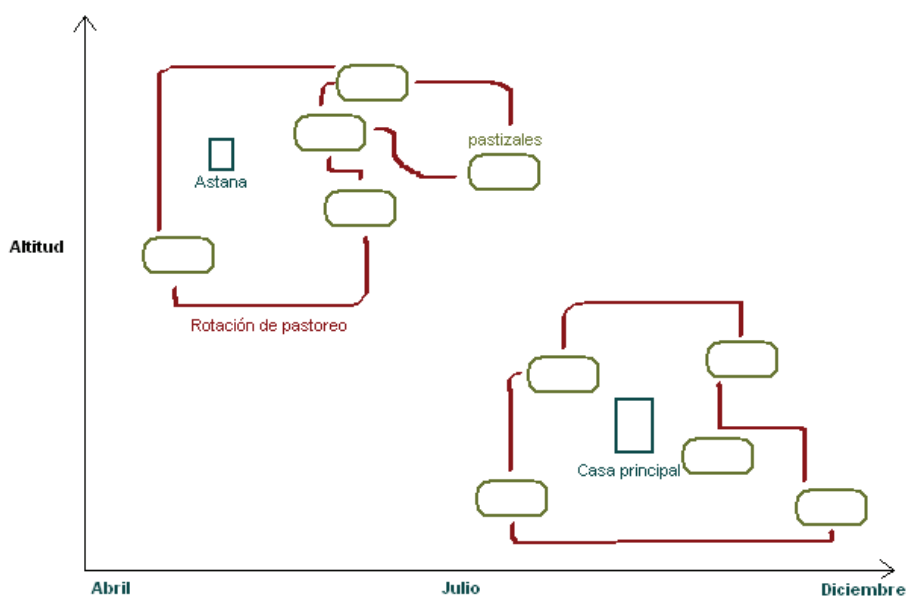 pastizales
Astana
Altitud
Rotación de pastoreo
Casa principal
Abril
Julio
Diciembre